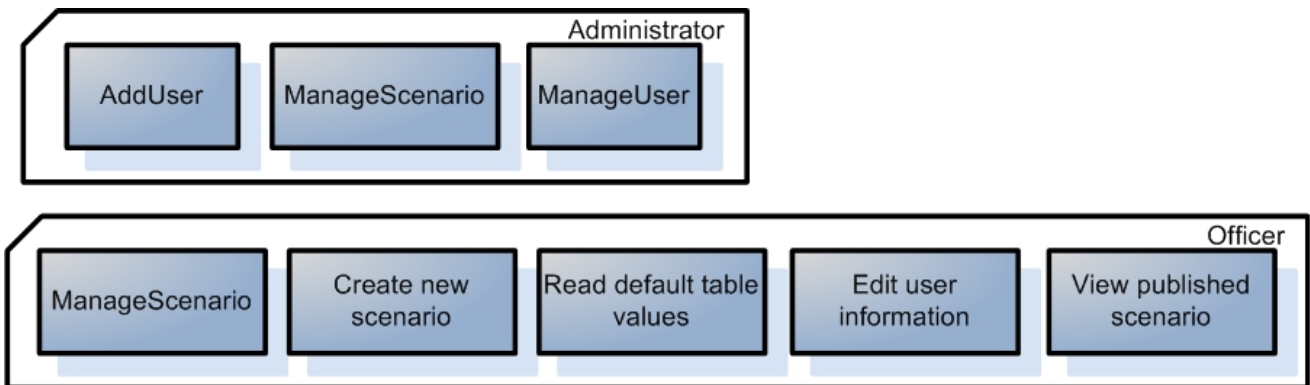 Administrator
AddUser
ManageScenario
ManageUser
Officer
ManageScenario
Create new
scenario
Read default table
values
Edit user
information
View published
scenario